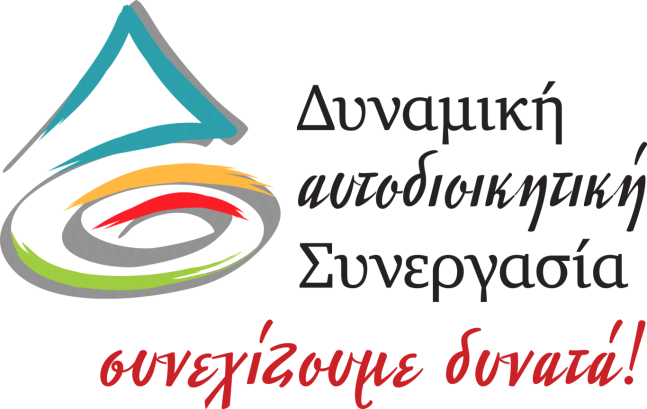 Δυναμική
αυτοδιοικητική
Συνεργασία
συνεχίζουμε δυνατά!